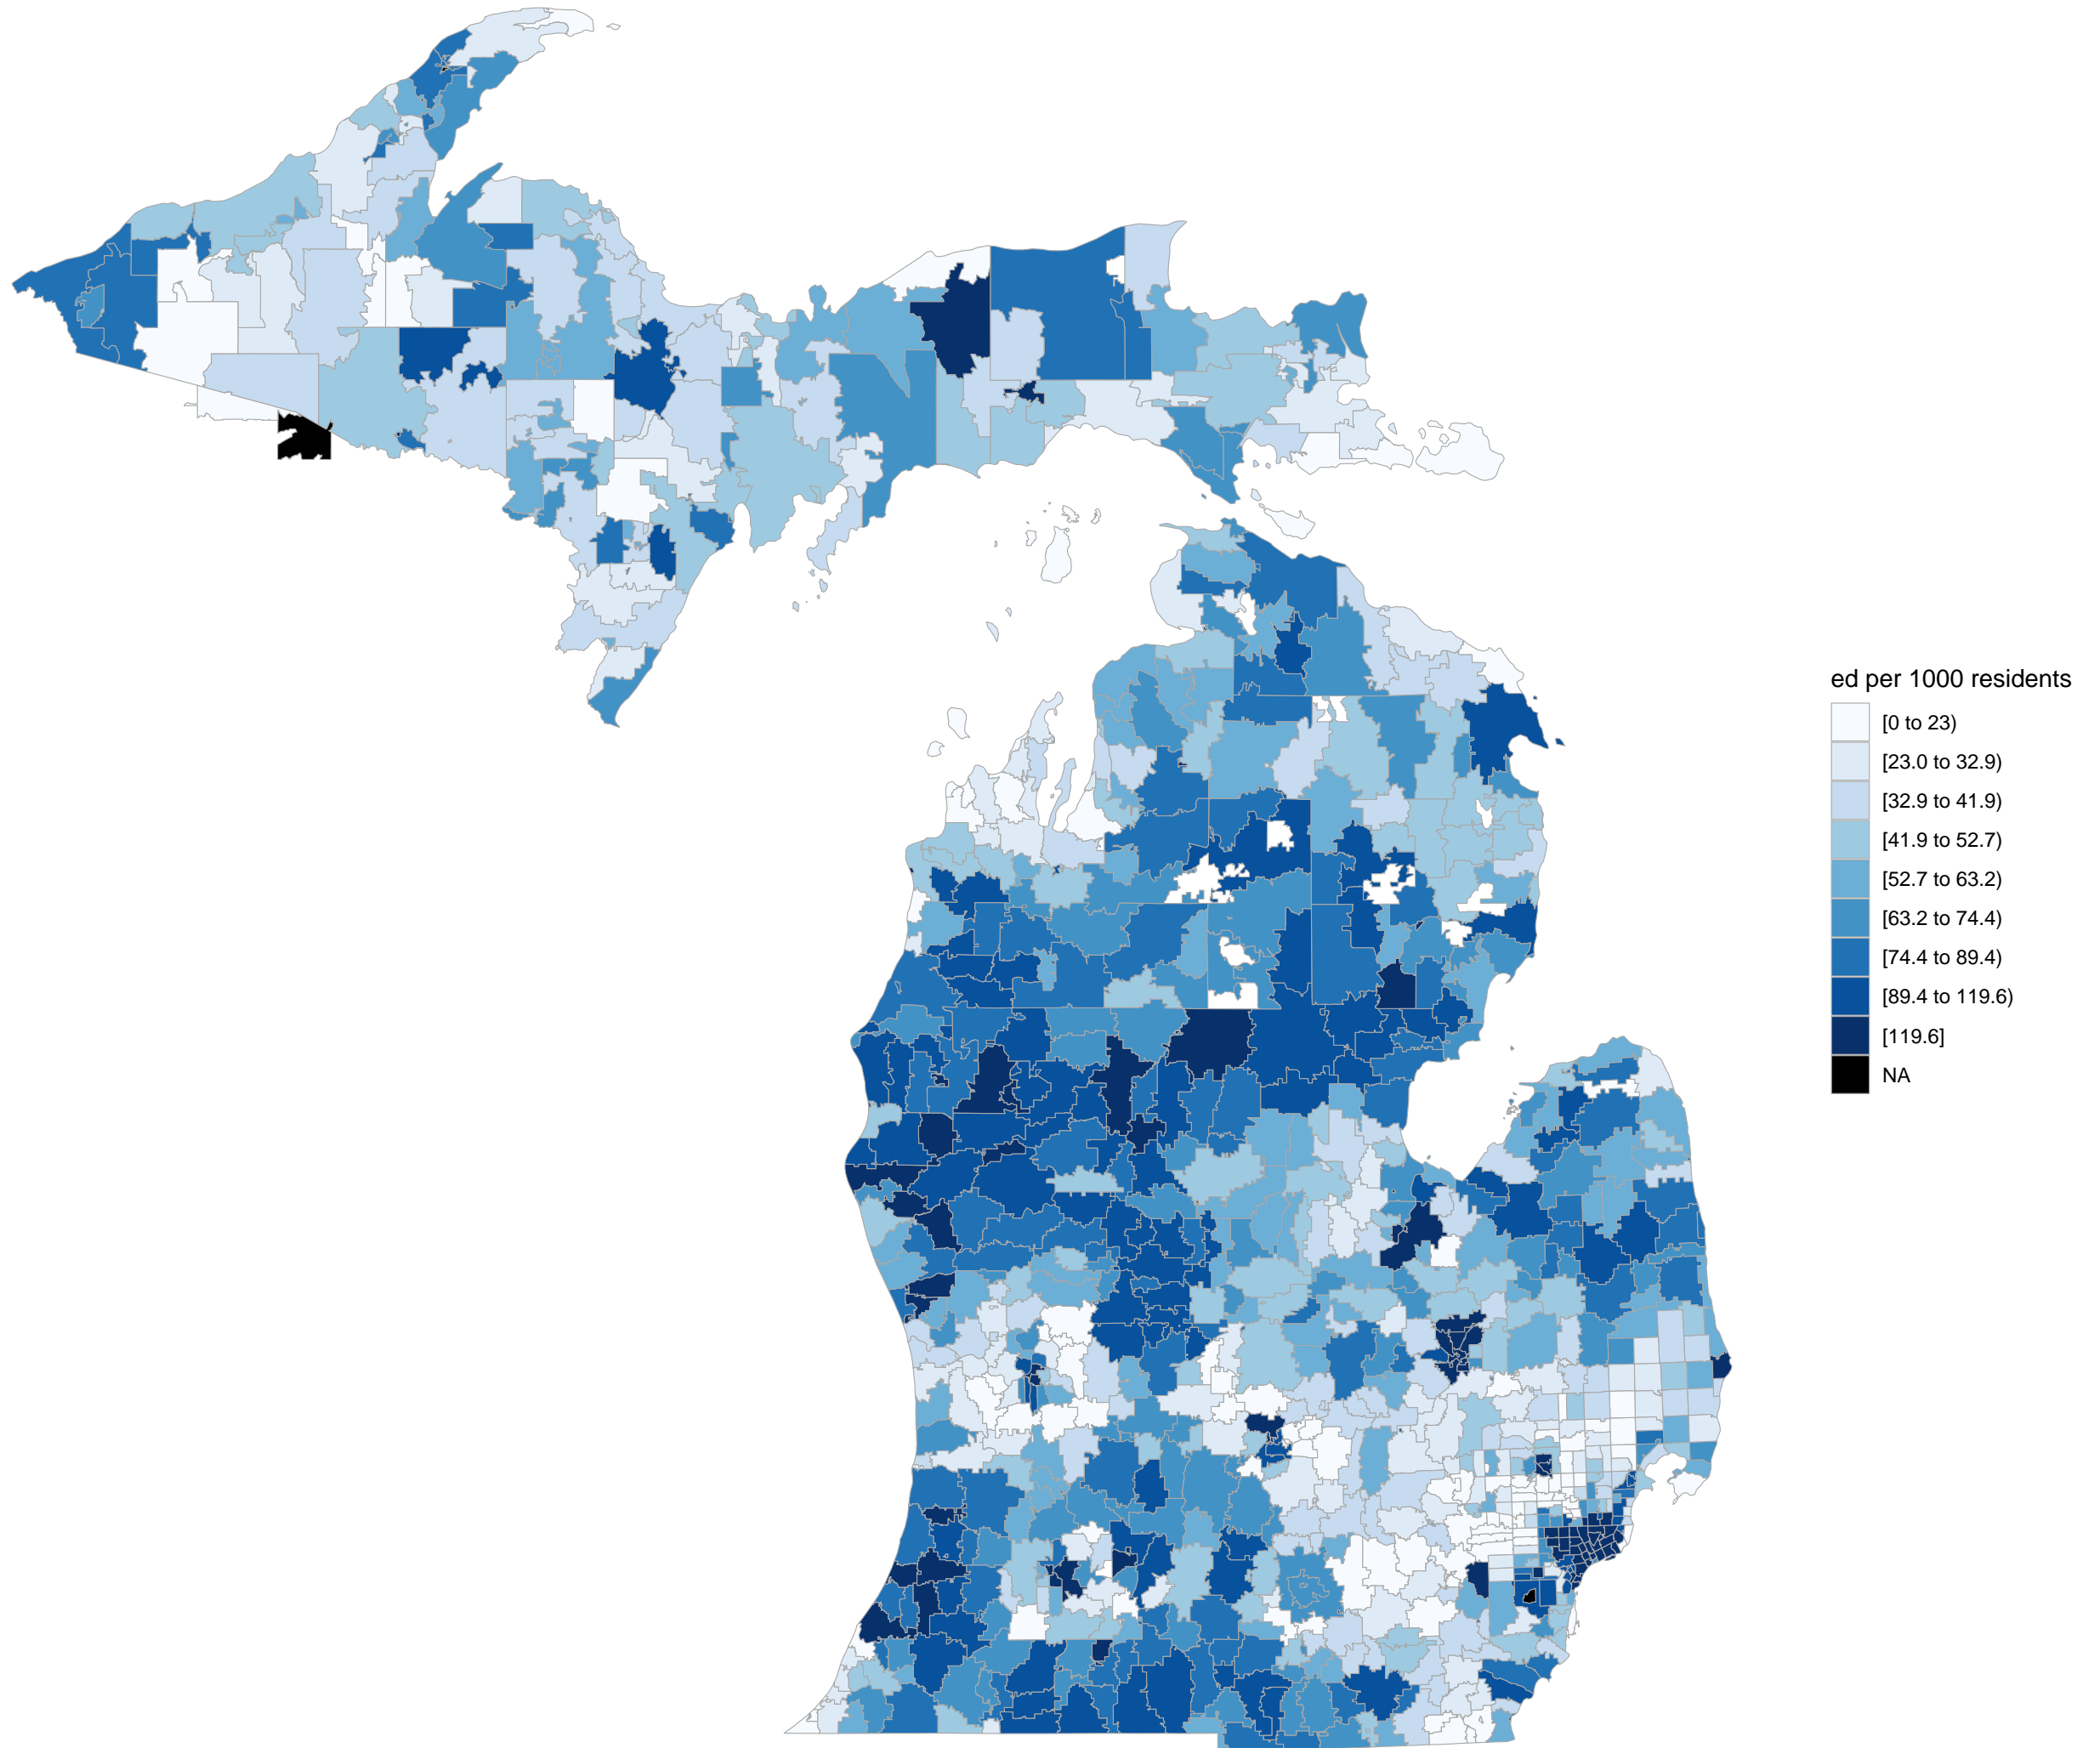 ed per 1000 residents
[0 to 23)
[23.0 to 32.9)
[32.9 to 41.9)
[41.9 to 52.7)
[52.7 to 63.2)
[63.2 to 74.4)
[74.4 to 89.4)
[89.4 to 119.6)
[119.6]
NA